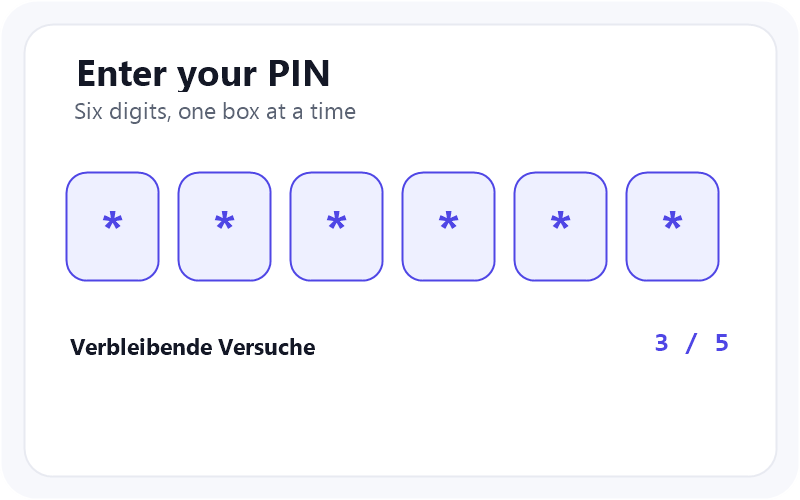 Enter your PIN
Six digits, one box at a time
* * * * * *
Verbleibende Versuche 3 / 5